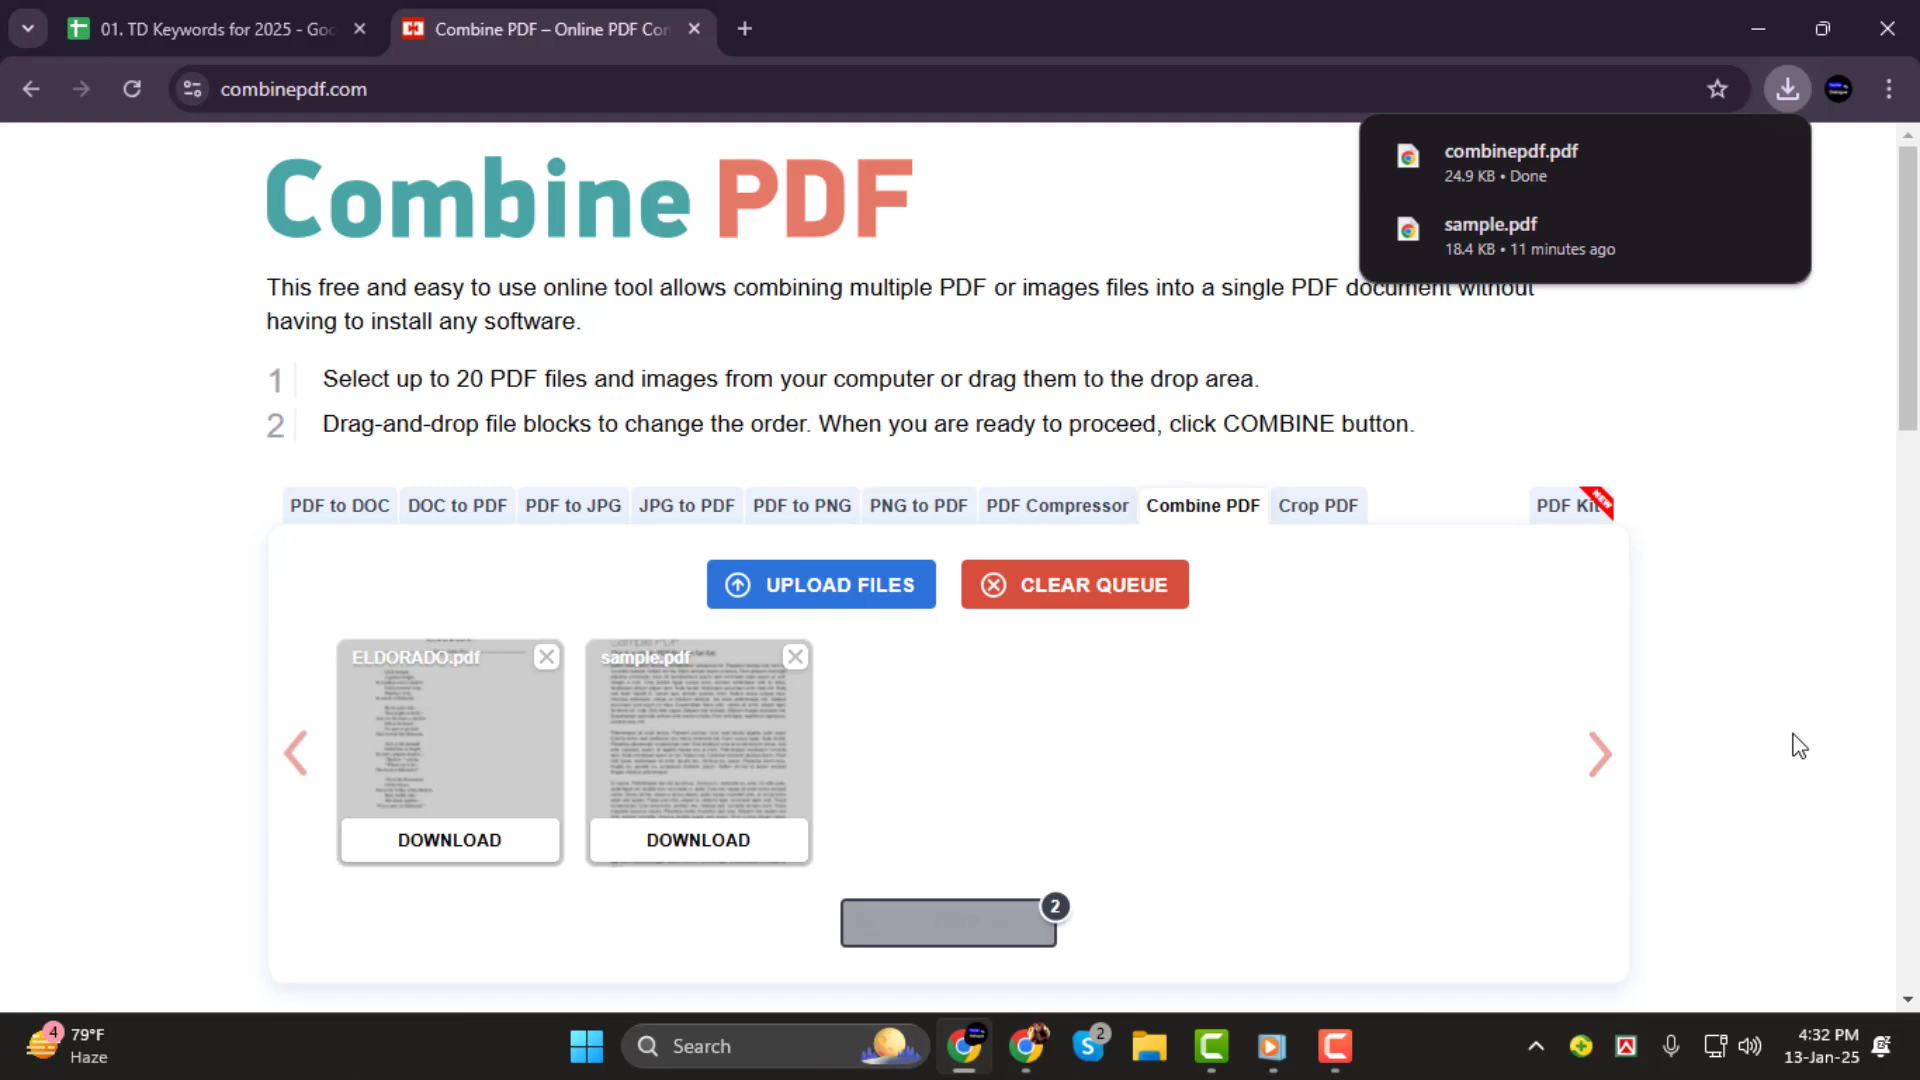 01. TD Keywords for 2025 - Goo
Combine PDF – Online PDF Con
combinepdf.com
combinepdf.pdf
24.9 KB • Done
sample.pdf
18.4 KB • 11 minutes ago
Combine PDF
This free and easy to use online tool allows combining multiple PDF or images files into a single PDF document without
having to install any software.
1 Select up to 20 PDF files and images from your computer or drag them to the drop area.
2 Drag-and-drop file blocks to change the order. When you are ready to proceed, click COMBINE button.
PDF to DOC DOC to PDF PDF to JPG JPG to PDF PDF to PNG PNG to PDF PDF Compressor Combine PDF Crop PDF PDF Kit NEW
UPLOAD FILES CLEAR QUEUE
ELDORADO.pdf sample.pdf
Sample PDF
DOWNLOAD DOWNLOAD
2
4 79°F
Haze
Search
2
4:32 PM
13-Jan-25